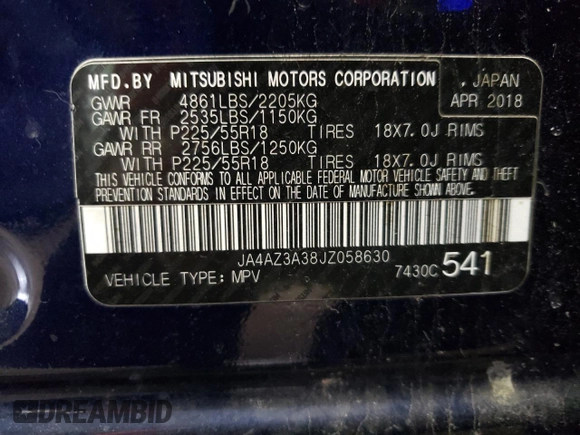 MFD.BY MITSUBISHI MOTORS CORPORATION , JAPAN
GVWR 4861LBS/2205KG APR 2018
GAWR FR 2535LBS/1150KG
WITH P225/55R18 TIRES 18X7.0J RIMS
GAWR RR 2756LBS/1250KG
WITH P225/55R18 TIRES 18X7.0J RIMS
THIS VEHICLE CONFORMS TO ALL APPLICABLE FEDERAL MOTOR VEHICLE SAFETY AND THEFT
PREVENTION STANDARDS IN EFFECT ON THE DATE OF MANUFACTURE SHOWN ABOVE.
JA4AZ3A38JZ058630
VEHICLE TYPE: MPV 7430C 541
DREAMBID